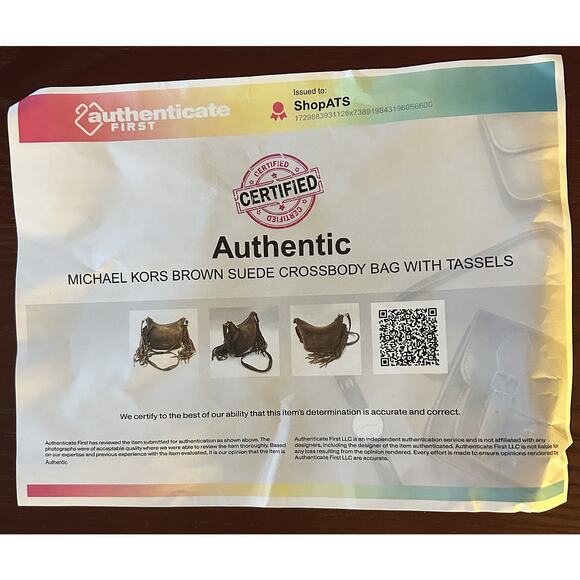 authenticate
FIRST
Issued to:
ShopATS
1729883931126x738919843196056600
CERTIFIED
CERTIFIED
CERTIFIED
Authentic
MICHAEL KORS BROWN SUEDE CROSSBODY BAG WITH TASSELS
We certify to the best of our ability that this item's determination is accurate and correct.
Authenticate First has reviewed the item submitted for authentication as shown above. The
photographs were of acceptable quality where we were able to review the item thoroughly. Based
on our expertise and previous experience with the item evaluated, it is our opinion that the item is
Authentic
Authenticate First LLC is an independent authentication service and is not affiliated with any
designers, including the designer of the item authenticated. Authenticate First LLC is not liable for
any loss resulting from the opinion rendered. Every effort is made to ensure opinions rendered by
Authenticate First LLC are accurate.